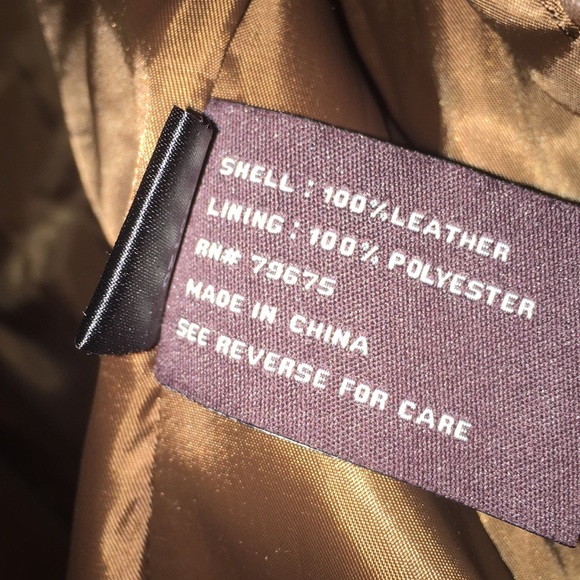 SHELL : 100%LEATHER
LINING : 100% POLYESTER
RN# 79675
MADE IN CHINA
SEE REVERSE FOR CARE